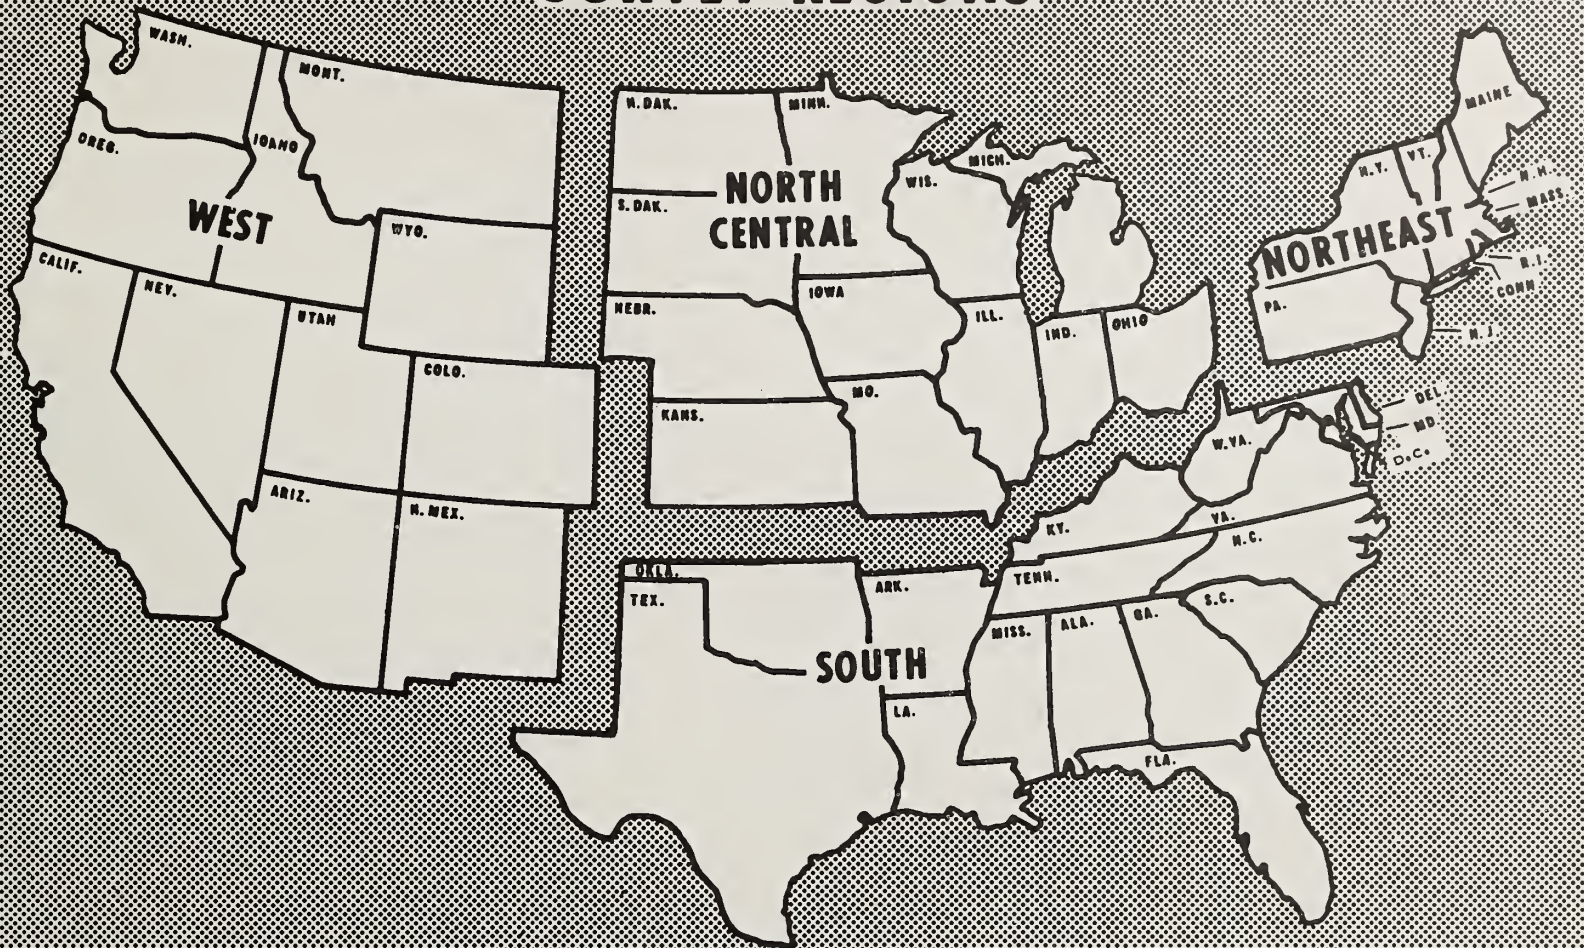 SURVEY REGIONS
WASH.
MONT.
IDAHO
OREG.
WEST
WYO.
CALIF.
NEV.
UTAH
COLO.
ARIZ.
N. MEX.
N. DAK.
MINN.
S. DAK.
NORTH
CENTRAL
WIS.
MICH.
NEBR.
IOWA
ILL.
IND.
OHIO
KANS.
MO.
MAINE
N.Y.
VT.
N.H.
MASS.
NORTHEAST
R.I.
CONN.
PA.
N.J.
DEL.
MD.
D.C.
W.VA.
VA.
KY.
N.C.
TENN.
S.C.
OKLA.
TEX.
ARK.
SOUTH
LA.
MISS.
ALA.
GA.
FLA.